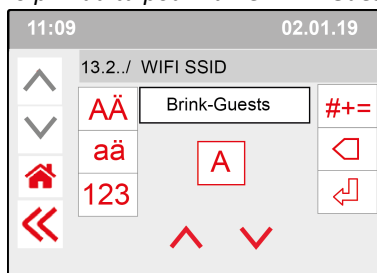 11:09 02.01.19
13.2../ WIFI SSID
AÄ Brink-Guests #+=
aä A
123